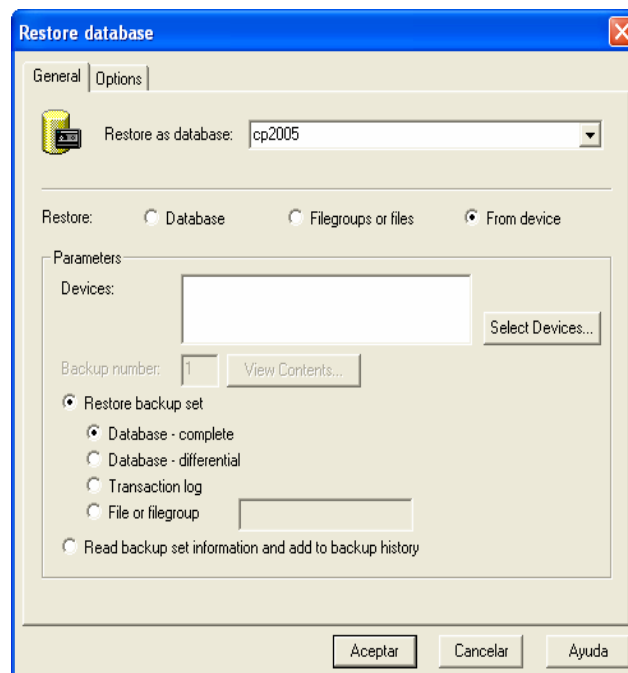 Restore database
General Options
Restore as database: cp2005
Restore: Database Filegroups or files From device
Parameters
Devices:
Select Devices...
Backup number: 1 View Contents...
Restore backup set
Database - complete
Database - differential
Transaction log
File or filegroup
Read backup set information and add to backup history
Aceptar Cancelar Ayuda